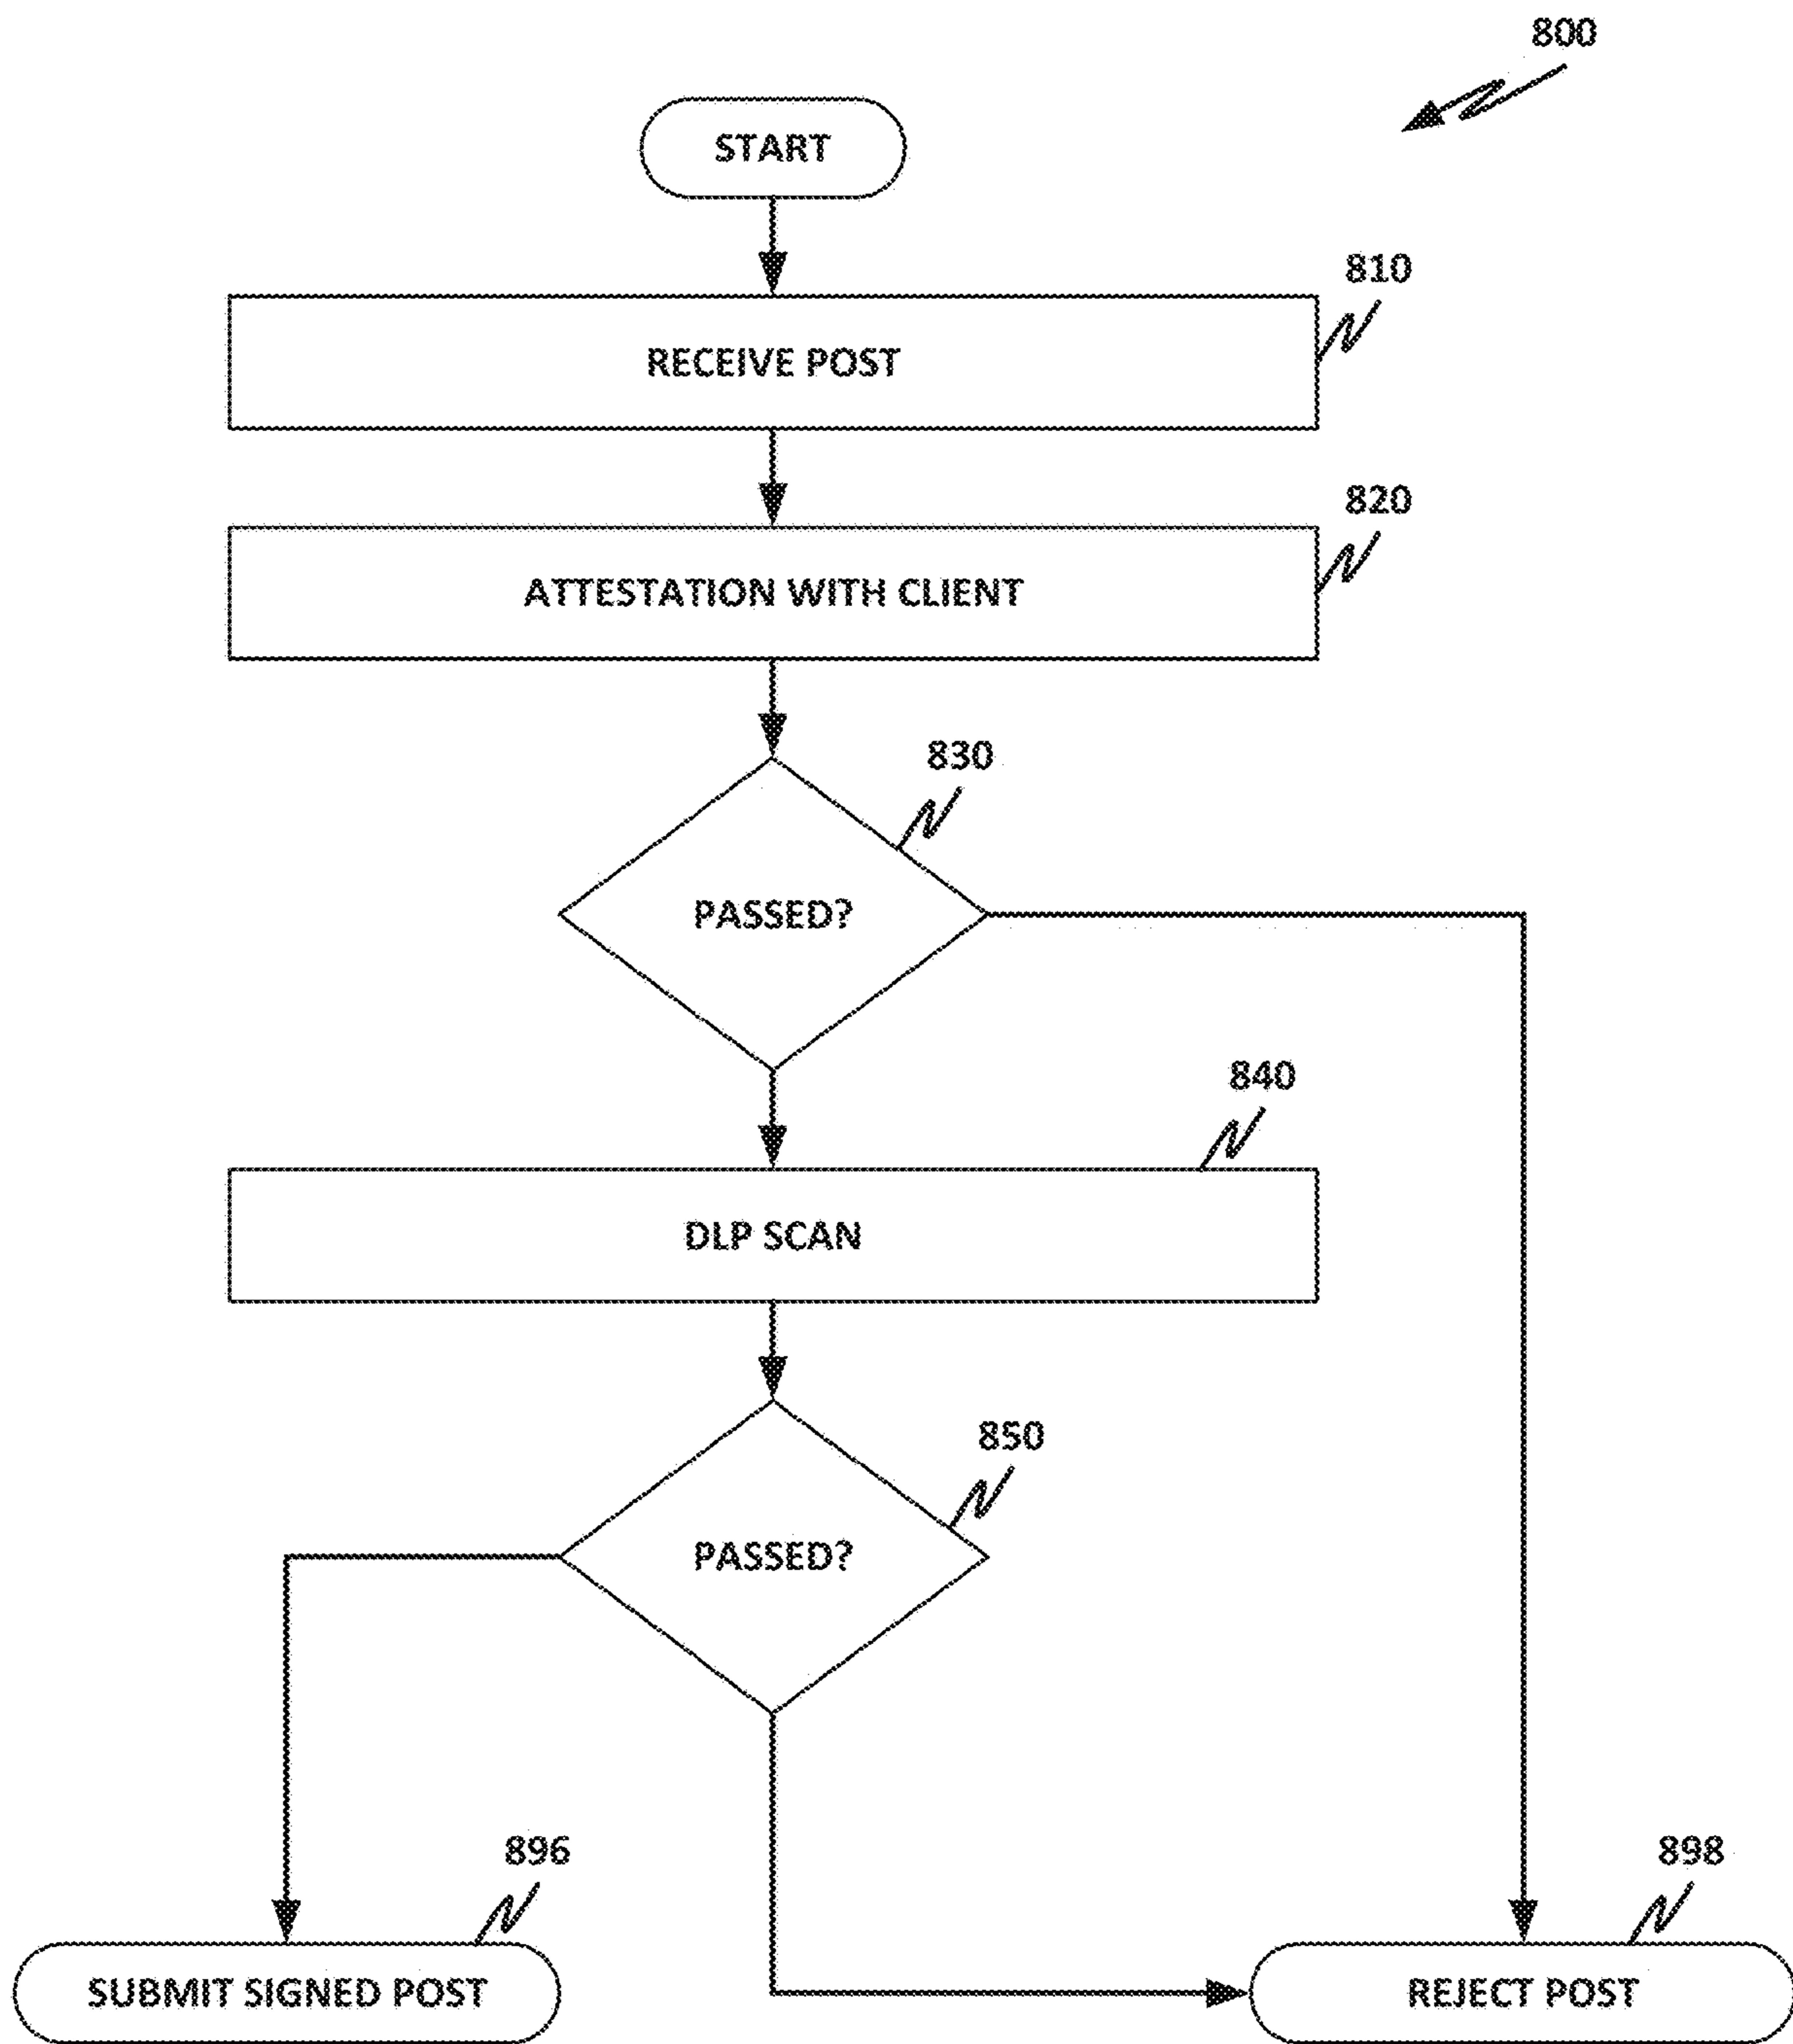 800
START
810
RECEIVE POST
820
ATTESTATION WITH CLIENT
830
PASSED?
840
DLP SCAN
850
PASSED?
896
898
SUBMIT SIGNED POST
REJECT POST